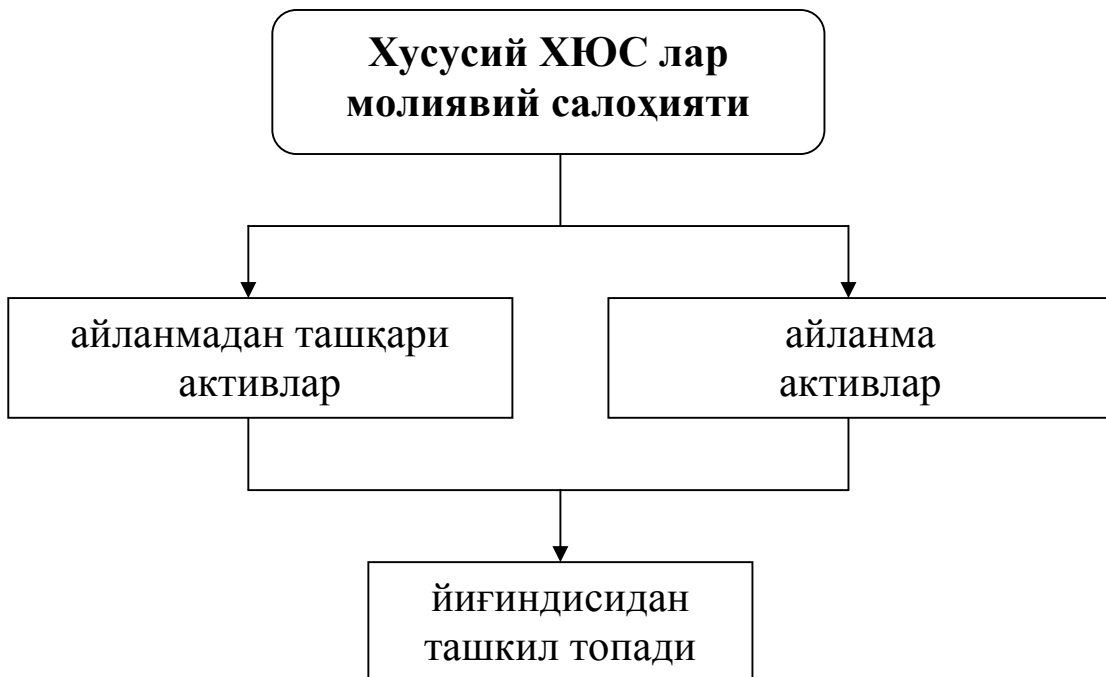 Хусусий ХЮС лар
молиявий салоҳияти
айланмадан ташқари
активлар
айланма
активлар
йиғиндисидан
ташкил топади